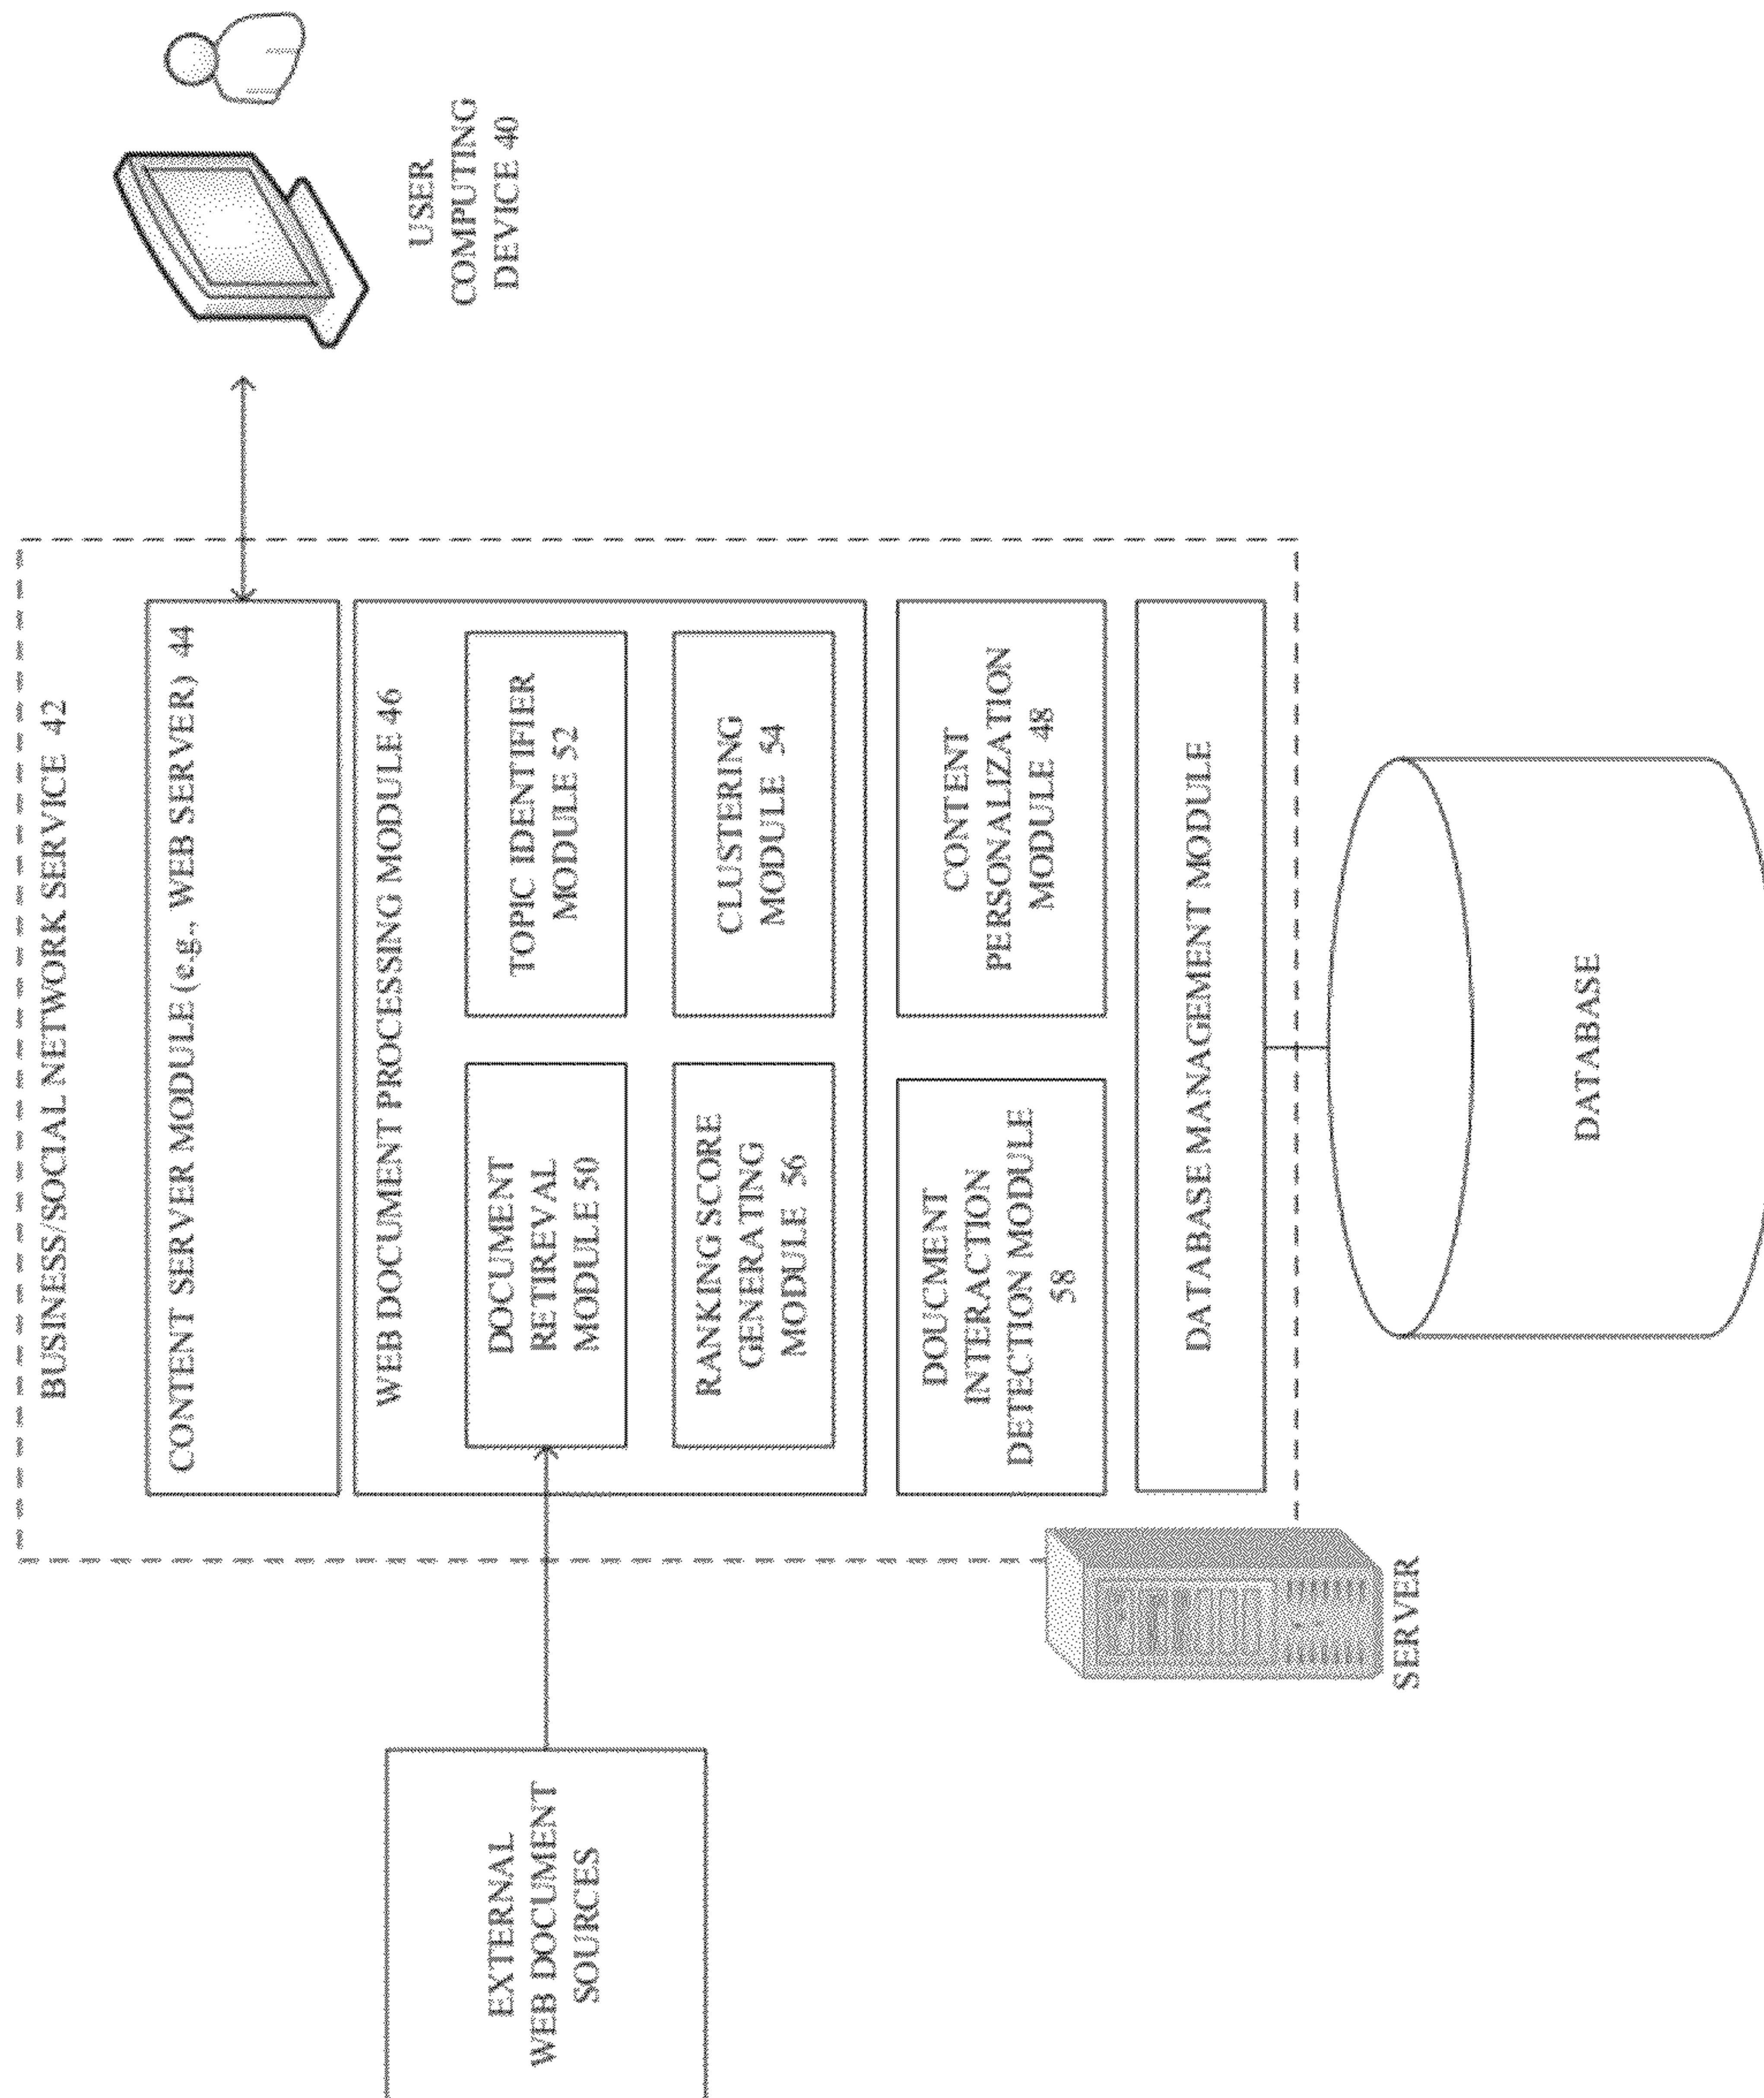 BUSINESS/SOCIAL NETWORK SERVICE 42
CONTENT SERVER MODULE (e.g., WEB SERVER) 44
WEB DOCUMENT PROCESSING MODULE 46
DOCUMENT
RETIREVAL
MODULE 50
TOPIC IDENTIFIER
MODULE 52
RANKING SCORE
GENERATING
MODULE 56
CLUSTERING
MODULE 54
DOUCMENT
INTERACTION
DETECTION MODULE
58
CONTENT
PERSONALIZATION
MODULE 48
DATABASE MANAGEMENT MODULE
DATABASE
EXTERNAL
WEB DOCUMENT
SOURCES
SERVER
USER
COMPUTING
DEVICE 40